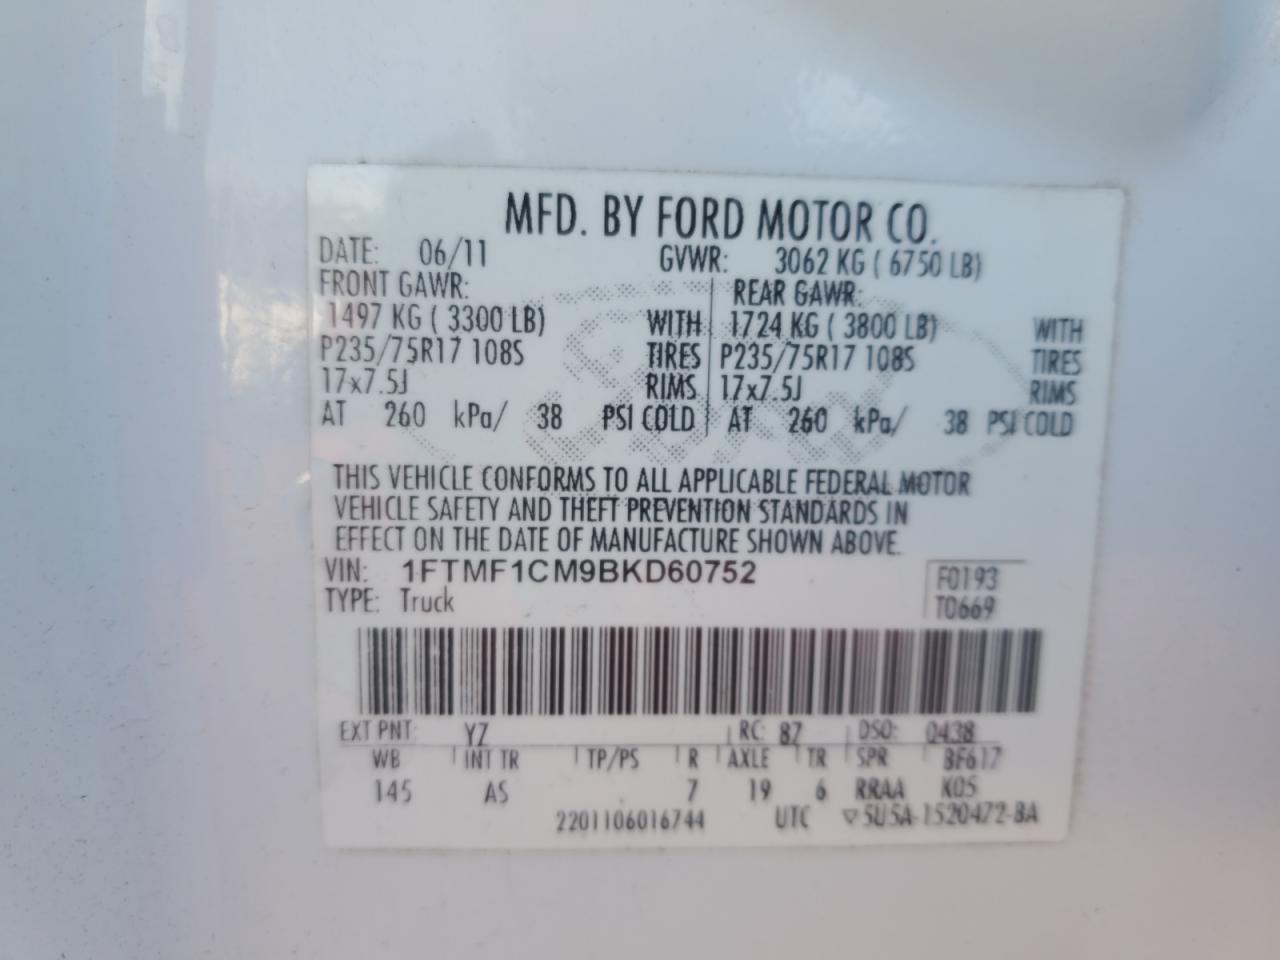 MFD. BY FORD MOTOR CO.
DATE: 06/11 GVWR: 3062 KG ( 6750 LB)
FRONT GAWR: REAR GAWR:
1497 KG ( 3300 LB) WITH 1724 KG ( 3800 LB) WITH
P235/75R17 108S TIRES P235/75R17 108S TIRES
17x7.5J RIMS 17x7.5J RIMS
AT 260 kPa/ 38 PSI COLD AT 260 kPa/ 38 PSI COLD
THIS VEHICLE CONFORMS TO ALL APPLICABLE FEDERAL MOTOR
VEHICLE SAFETY AND THEFT PREVENTION STANDARDS IN
EFFECT ON THE DATE OF MANUFACTURE SHOWN ABOVE.
VIN: 1FTMF1CM9BKD60752 F0193
TYPE: Truck T0669
EXT PNT: YZ RC: 87 DSO: 0438
WB INT TR TP/PS R AXLE TR SPR BF617
145 AS 7 19 6 RRAA K05
2201106016744 UTC ▽5U5A-1520472-BA